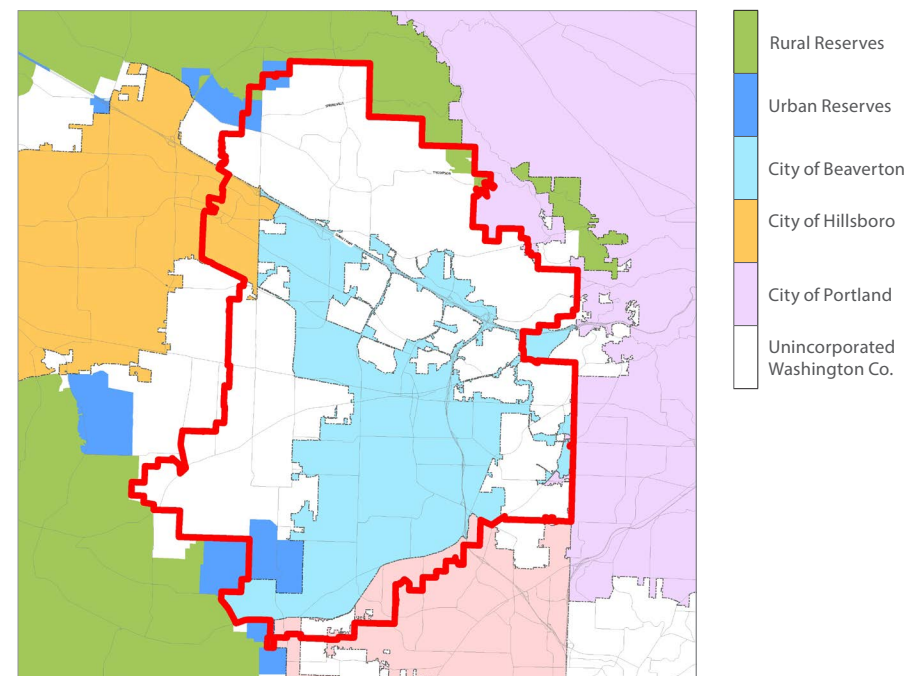 Rural Reserves
Urban Reserves
City of Beaverton
City of Hillsboro
City of Portland
Unincorporated
Washington Co.